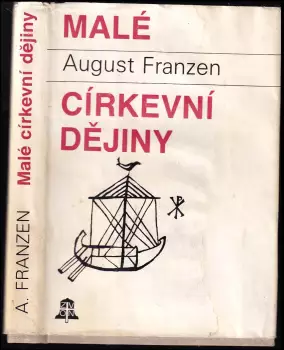 MALÉ
August Franzen
CÍRKEVNÍ
DĚJINY
A. FRANZEN Malé církevní dějiny